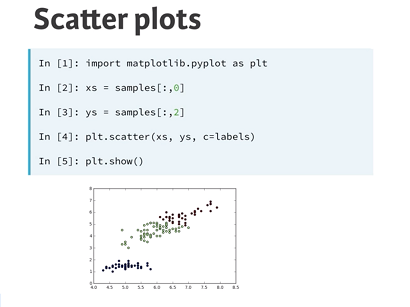 Scatter plots
In [1]: import matplotlib.pyplot as plt
In [2]: xs = samples[:,0]
In [3]: ys = samples[:,2]
In [4]: plt.scatter(xs, ys, c=labels)
In [5]: plt.show()
8
7
6
5
4
3
2
1
0
4.0 4.5 5.0 5.5 6.0 6.5 7.0 7.5 8.0 8.5